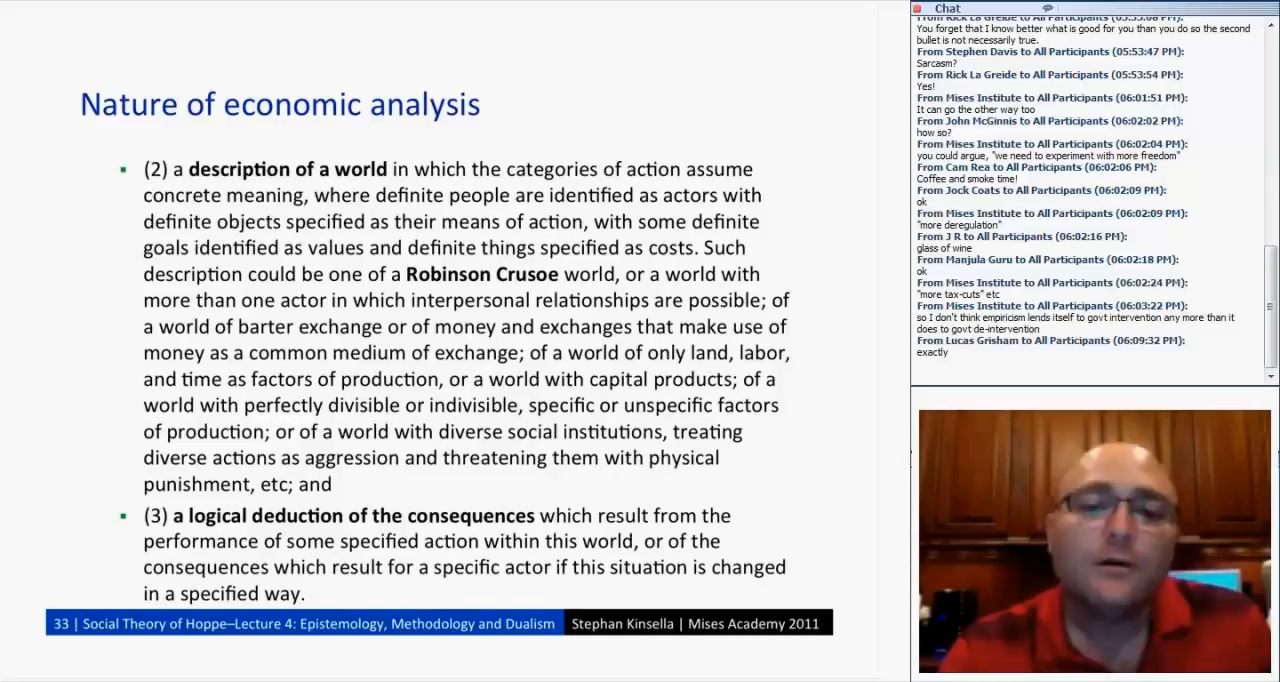 Nature of economic analysis
(2) a description of a world in which the categories of action assume
concrete meaning, where definite people are identified as actors with
definite objects specified as their means of action, with some definite
goals identified as values and definite things specified as costs. Such
description could be one of a Robinson Crusoe world, or a world with
more than one actor in which interpersonal relationships are possible; of
a world of barter exchange or of money and exchanges that make use of
money as a common medium of exchange; of a world of only land, labor,
and time as factors of production, or a world with capital products; of a
world with perfectly divisible or indivisible, specific or unspecific factors
of production; or of a world with diverse social institutions, treating
diverse actions as aggression and threatening them with physical
punishment, etc; and
(3) a logical deduction of the consequences which result from the
performance of some specified action within this world, or of the
consequences which result for a specific actor if this situation is changed
in a specified way.
33 | Social Theory of Hoppe–Lecture 4: Epistemology, Methodology and Dualism Stephan Kinsella | Mises Academy 2011
Chat
From Rick La Greide to All Participants (05:53:08 PM):
You forget that I know better what is good for you than you do so the second
bullet is not necessarily true.
From Stephen Davis to All Participants (05:53:47 PM):
Sarcasm?
From Rick La Greide to All Participants (05:53:54 PM):
Yes!
From Mises Institute to All Participants (06:01:51 PM):
It can go the other way too
From John McGinnis to All Participants (06:02:02 PM):
how so?
From Mises Institute to All Participants (06:02:04 PM):
you could argue, "we need to experiment with more freedom"
From Cam Rea to All Participants (06:02:06 PM):
Coffee and smoke time!
From Jock Coats to All Participants (06:02:09 PM):
ok
From Mises Institute to All Participants (06:02:09 PM):
"more deregulation"
From J R to All Participants (06:02:16 PM):
glass of wine
From Manjula Guru to All Participants (06:02:18 PM):
ok
From Mises Institute to All Participants (06:02:24 PM):
"more tax-cuts" etc
From Mises Institute to All Participants (06:03:22 PM):
so I don't think empiricism lends itself to govt intervention any more than it
does to govt de-intervention
From Lucas Grisham to All Participants (06:09:32 PM):
exactly